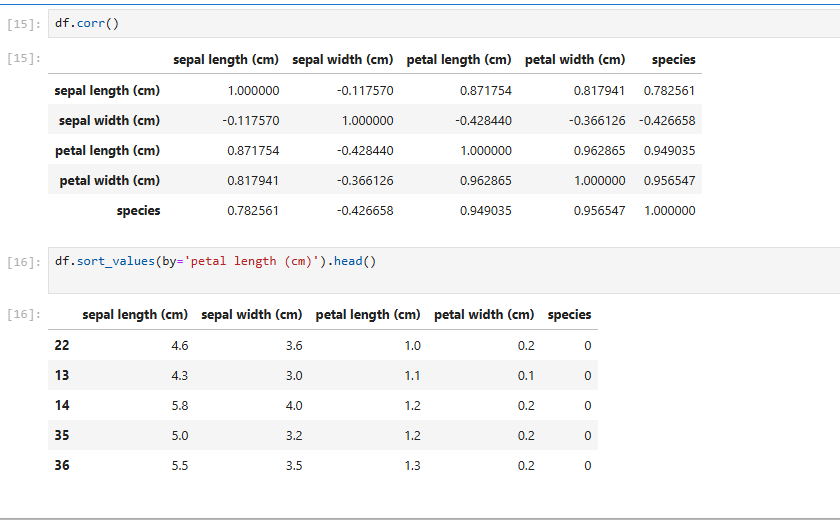 [15]: df.corr()
[15]:
sepal length (cm) sepal width (cm) petal length (cm) petal width (cm) species
sepal length (cm) 1.000000 -0.117570 0.871754 0.817941 0.782561
sepal width (cm) -0.117570 1.000000 -0.428440 -0.366126 -0.426658
petal length (cm) 0.871754 -0.428440 1.000000 0.962865 0.949035
petal width (cm) 0.817941 -0.366126 0.962865 1.000000 0.956547
species 0.782561 -0.426658 0.949035 0.956547 1.000000
[16]: df.sort_values(by='petal length (cm)').head()
[16]:
sepal length (cm) sepal width (cm) petal length (cm) petal width (cm) species
22 4.6 3.6 1.0 0.2 0
13 4.3 3.0 1.1 0.1 0
14 5.8 4.0 1.2 0.2 0
35 5.0 3.2 1.2 0.2 0
36 5.5 3.5 1.3 0.2 0